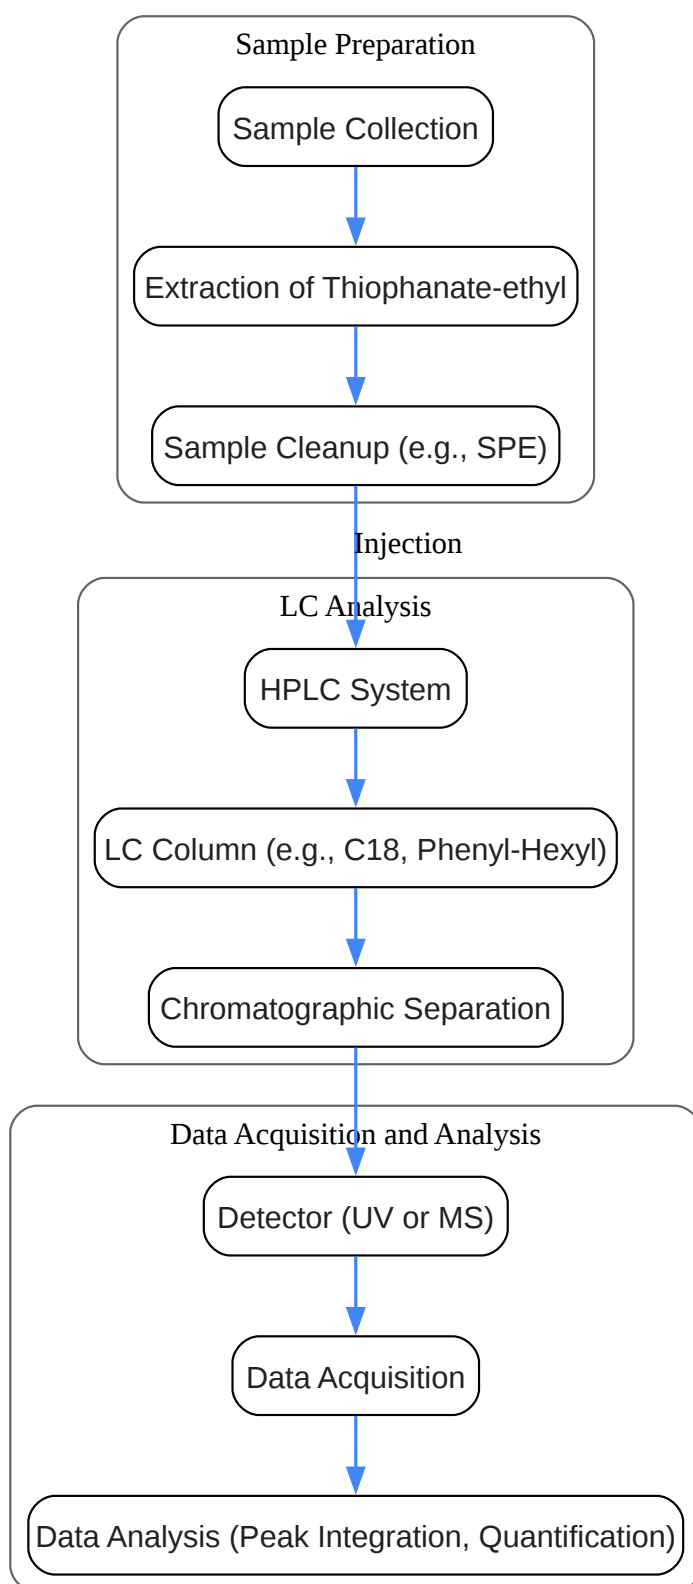 Sample Preparation
Sample Collection
Extraction of Thiophanate-ethyl
Sample Cleanup (e.g., SPE)
Injection
LC Analysis
HPLC System
LC Column (e.g., C18, Phenyl-Hexyl)
Chromatographic Separation
Data Acquisition and Analysis
Detector (UV or MS)
Data Acquisition
Data Analysis (Peak Integration, Quantification)